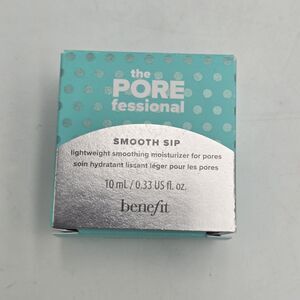 the
PORE
fessional
SMOOTH SIP
lightweight smoothing moisturizer for pores
soin hydratant lissant léger pour les pores
10 mL / 0.33 US fl. oz.
benefit